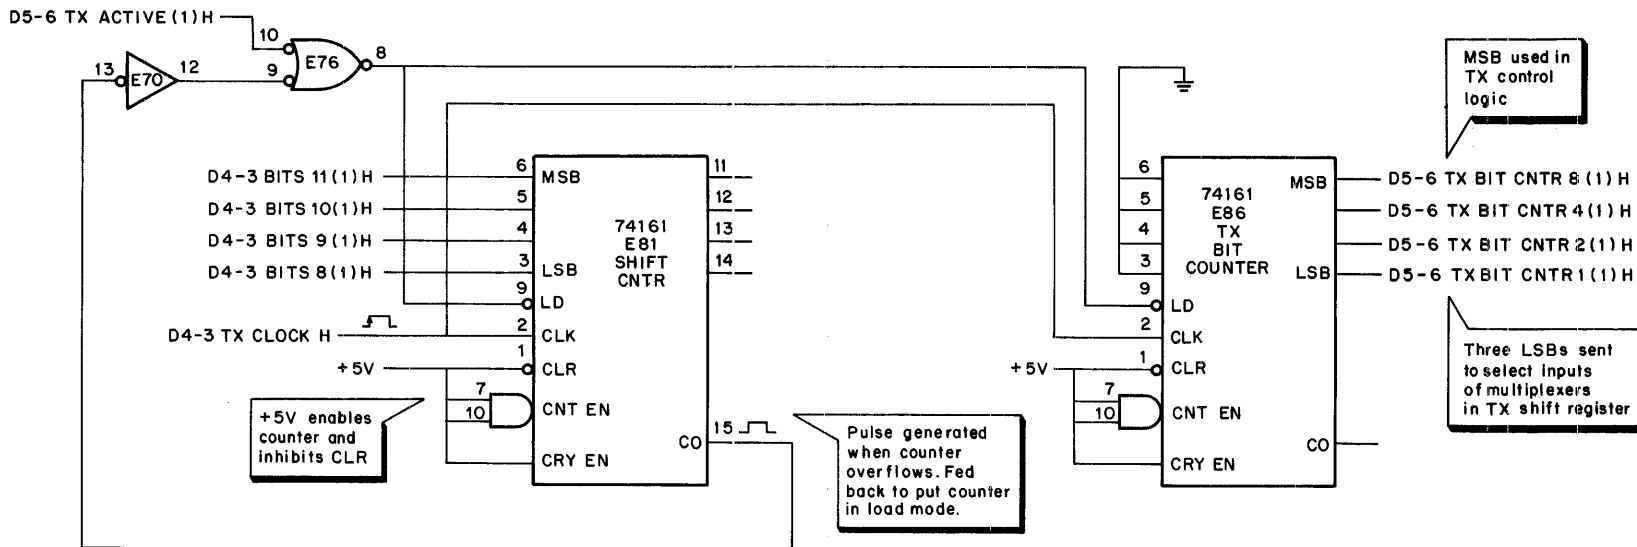 D5-6 TX ACTIVE(1)H
10
13
E70
12
9
E76
8
D4-3 BITS 11(1)H
D4-3 BITS 10(1)H
D4-3 BITS 9(1)H
D4-3 BITS 8(1)H
D4-3 TX CLOCK H
+5V
6
5
4
3
9
2
1
7
10
MSB
LSB
LD
CLK
CLR
CNT EN
CRY EN
74161
E81
SHIFT
CNTR
CO
11
12
13
14
15
+5V enables
counter and
inhibits CLR
Pulse generated
when counter
overflows. Fed
back to put counter
in load mode.
+5V
6
5
4
3
9
2
1
7
10
74161
E86
TX
BIT
COUNTER
LD
CLK
CLR
CNT EN
CRY EN
MSB
LSB
CO
D5-6 TX BIT CNTR 8(1)H
D5-6 TX BIT CNTR 4(1)H
D5-6 TX BIT CNTR 2(1)H
D5-6 TX BIT CNTR 1(1)H
MSB used in
TX control
logic
Three LSBs sent
to select inputs
of multiplexers
in TX shift register